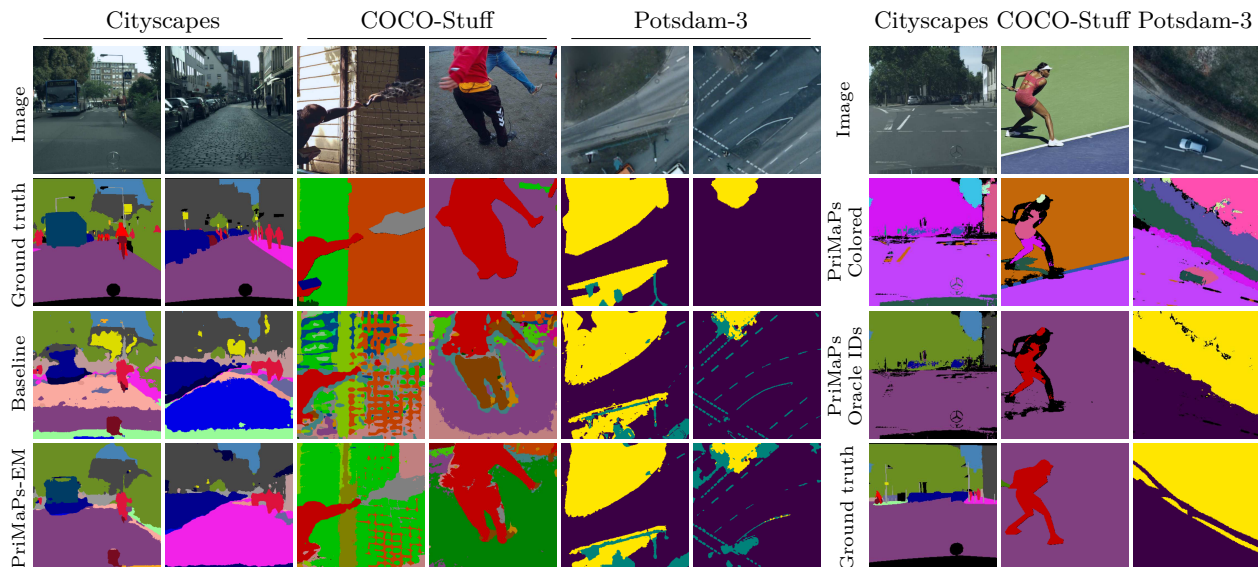 Cityscapes COCO-Stuff Potsdam-3
Image
Ground truth
Baseline
PriMaPs-EM
Cityscapes COCO-Stuff Potsdam-3
Image
PriMaPs
Colored
PriMaPs
Oracle IDs
Ground truth